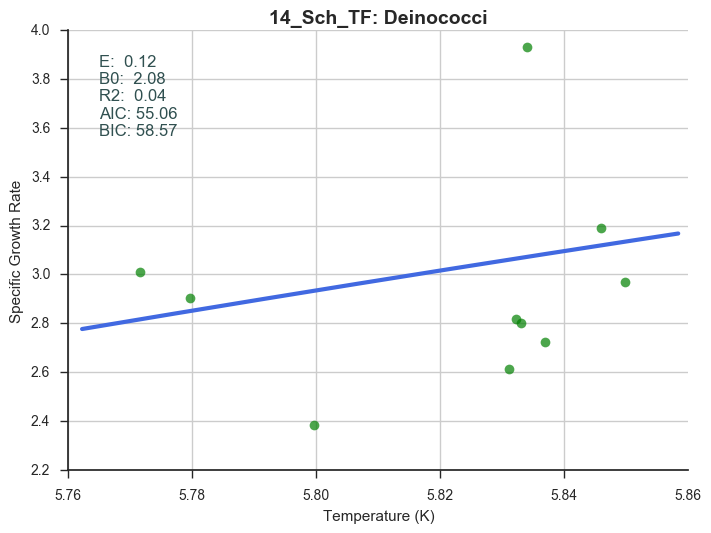 14_Sch_TF: Deinococci
E:  0.12
B0:  2.08
R2:  0.04
AIC: 55.06
BIC: 58.57
Specific Growth Rate
4.0
3.8
3.6
3.4
3.2
3.0
2.8
2.6
2.4
2.2
5.76 5.78 5.80 5.82 5.84 5.86
Temperature (K)